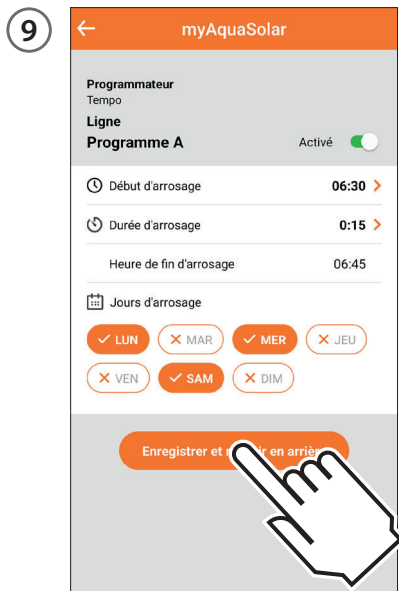 9
myAquaSolar
Programmateur
Tempo
Ligne
Programme A Activé
Début d'arrosage 06:30
Durée d'arrosage 0:15
Heure de fin d'arrosage 06:45
Jours d'arrosage
LUN MAR MER JEU
VEN SAM DIM
Enregistrer et en